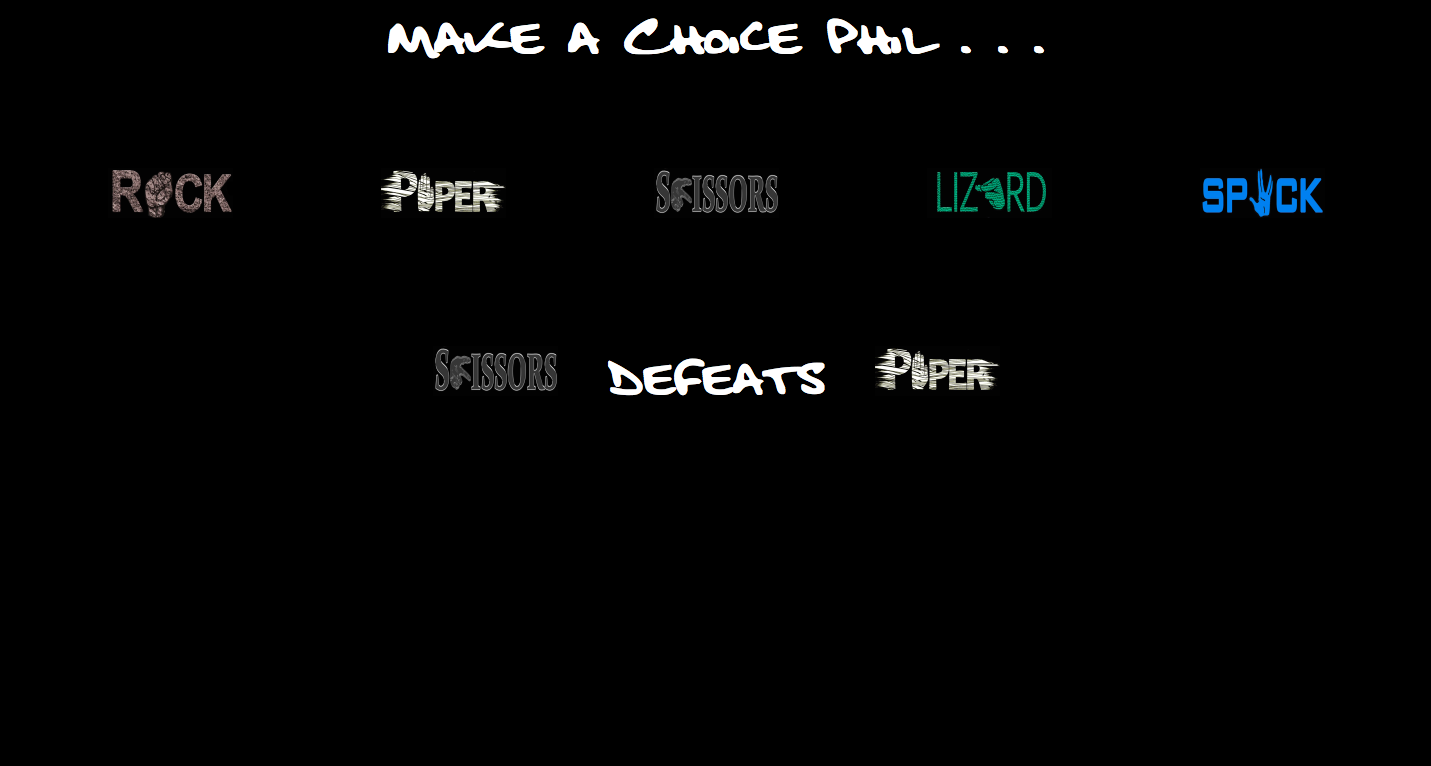 MAKE A CHOICE PHIL . . .
ROCK PAPER SCISSORS LIZARD SPOCK
SCISSORS DEFEATS PAPER